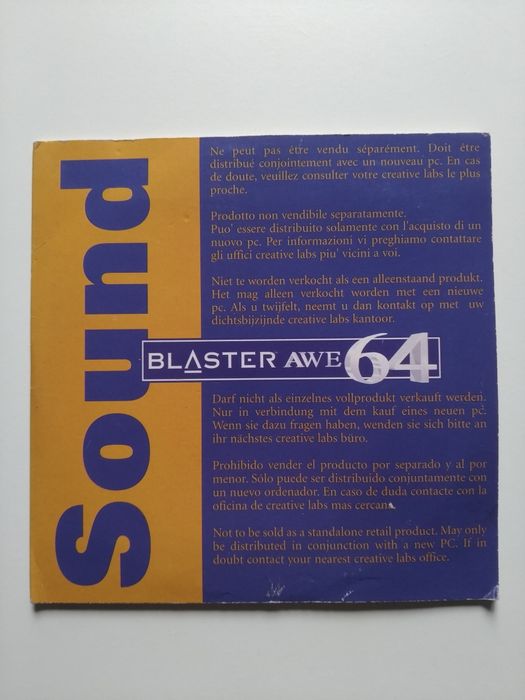 Sound
Ne peut pas étre vendu séparément. Doit étre
distribué conjointement avec un nouveau pc. En cas
de doute, veuillez consulter votre creative labs le plus
proche.
Prodotto non vendibile separatamente.
Puo' essere distribuito solamente con l'acquisto di un
nuovo pc. Per informazioni vi preghiamo contattare
gli uffici creative labs piu' vicini a voi.
Niet te worden verkocht als een alleenstaand produkt.
Het mag alleen verkocht worden met een nieuwe
pc. Als u twijfelt, neemt u dan kontakt op met uw
dichtsbijzijnde creative labs kantoor.
BLASTER AWE 64
Darf nicht als einzelnes vollprodukt verkauft werden.
Nur in verbindung mit dem kauf eines neuen pc.
Wenn sie dazu fragen haben, wenden sie sich bitte an
ihr nächstes creative labs büro.
Prohibido vender el producto por separado y al por
menor. Sólo puede ser distribuido conjuntamente con
un nuevo ordenador. En caso de duda contacte con la
oficina de creative labs mas cercana.
Not to be sold as a standalone retail product. May only
be distributed in conjunction with a new PC. If in
doubt contact your nearest creative labs office.